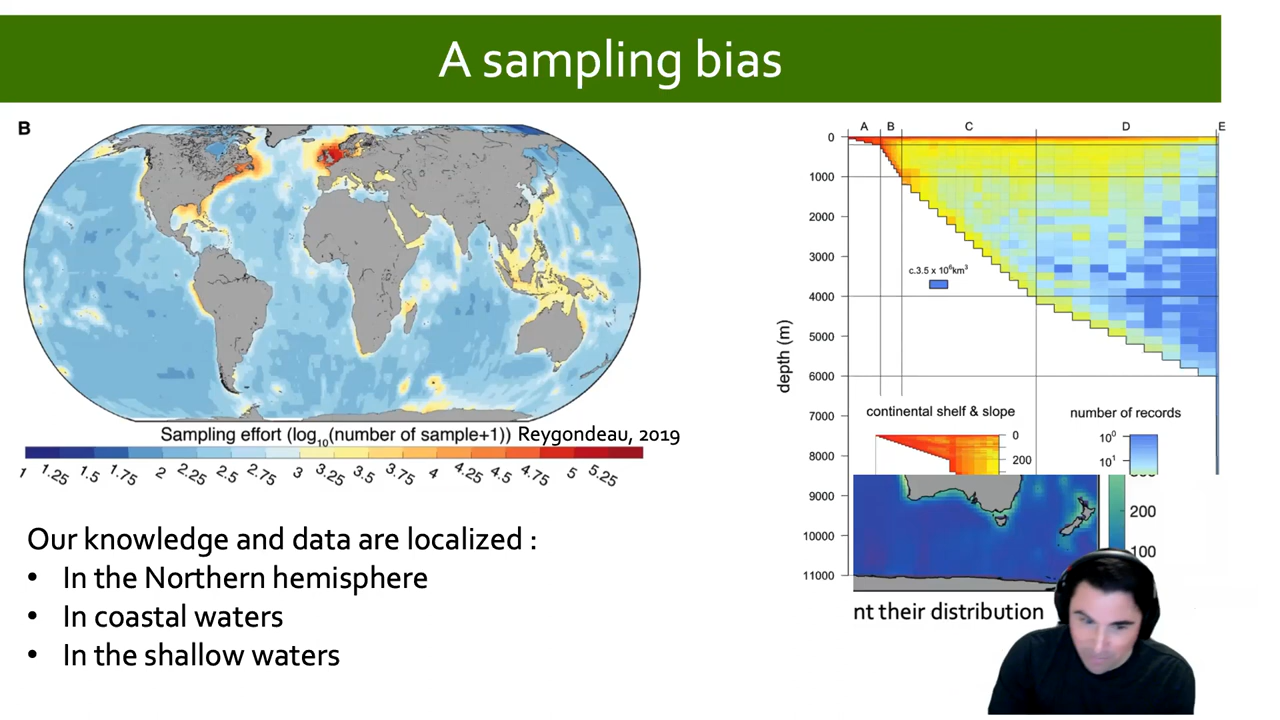 A sampling bias
B
Sampling effort (log10(number of sample+1)) Reygondeau, 2019
1 1.25 1.5 1.75 2 2.25 2.5 2.75 3 3.25 3.5 3.75 4 4.25 4.5 4.75 5 5.25
Our knowledge and data are localized :
• In the Northern hemisphere
• In coastal waters
• In the shallow waters
A B C D E
depth (m)
0
1000
2000
3000
4000
5000
6000
7000
8000
9000
10000
11000
c.3.5 x 10⁶km³
continental shelf & slope
0
200
number of records
10⁰
10¹
200
100
nt their distribution